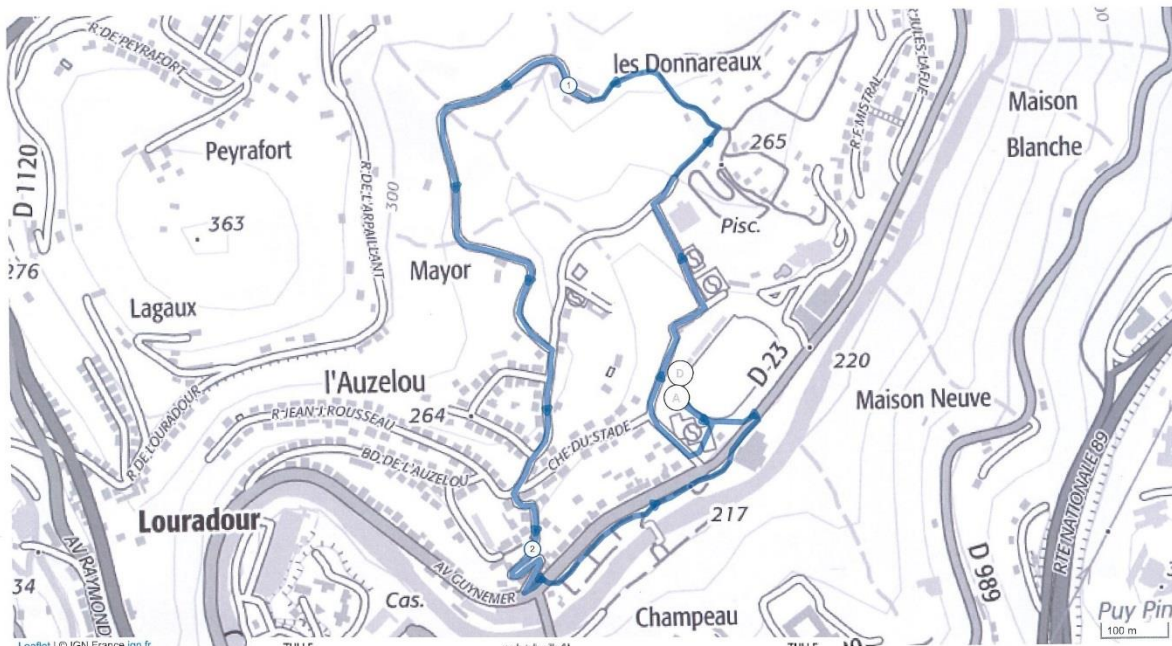 R DE PEYRAFORT
les Donnareaux
1
R JULES LAEUE
R F MISTRAL
Maison
Blanche
265
Peyrafort
D 1120
363
R DE L'ARPAILLANT
300
Pisc.
276
Mayor
Lagaux
D
A
D 23
220
l'Auzelou
264
Maison Neuve
R DE LOURADOUR
R JEAN J ROUSSEAU
CHE DU STADE
BD DE L'AUZELOU
RTE NATIONALE 89
Louradour
217
2
AV RAYMOND
AV GUYNEMER
D 989
34
Cas.
Champeau
Puy Pin
100 m
Leaflet | © IGN France ign.fr